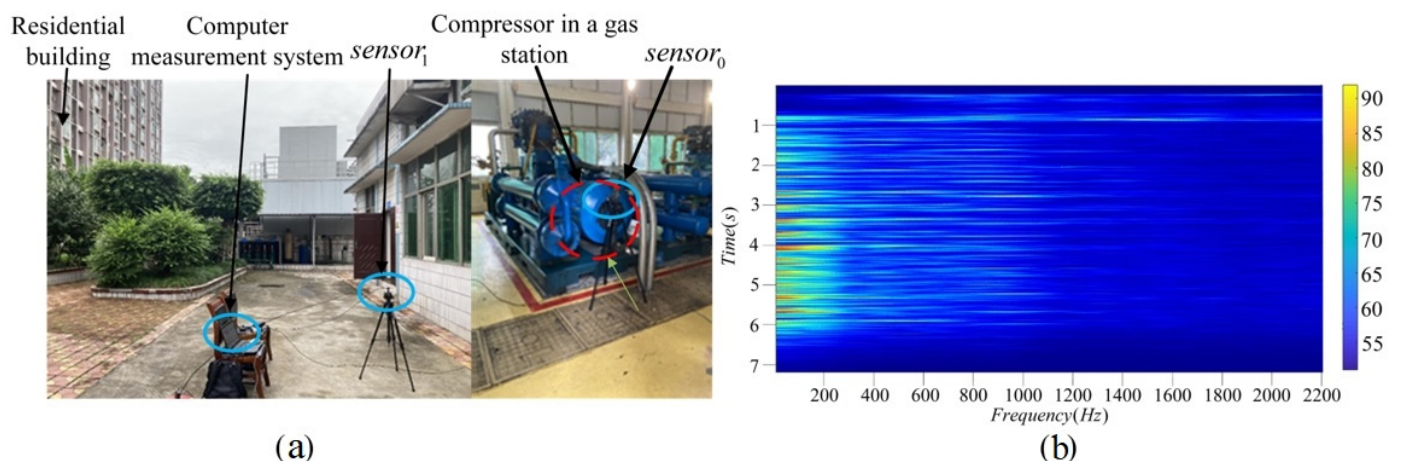 Residential
building
Computer
measurement system
sensor₁
Compressor in a gas
station
sensor₀
Time(s)
1
2
3
4
5
6
7
200 400 600 800 1000 1200 1400 1600 1800 2000 2200
Frequency(Hz)
90
85
80
75
70
65
60
55
(a)
(b)